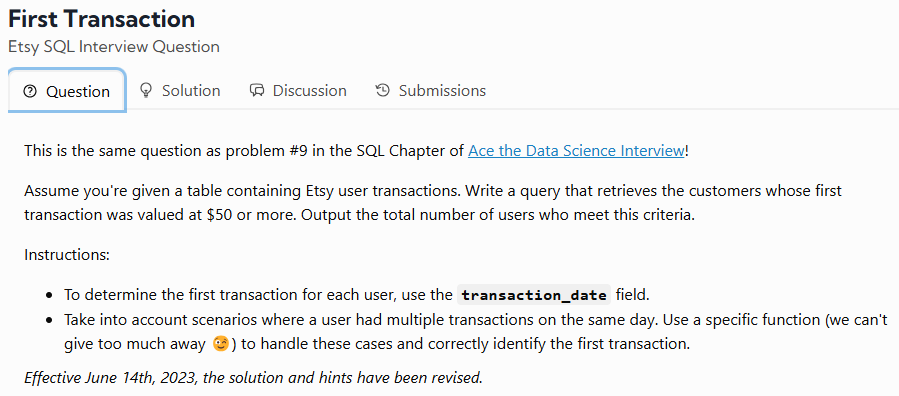 First Transaction
Etsy SQL Interview Question
Question Solution Discussion Submissions
This is the same question as problem #9 in the SQL Chapter of Ace the Data Science Interview!
Assume you're given a table containing Etsy user transactions. Write a query that retrieves the customers whose first
transaction was valued at $50 or more. Output the total number of users who meet this criteria.
Instructions:
• To determine the first transaction for each user, use the transaction_date field.
• Take into account scenarios where a user had multiple transactions on the same day. Use a specific function (we can't
give too much away 😉) to handle these cases and correctly identify the first transaction.
Effective June 14th, 2023, the solution and hints have been revised.